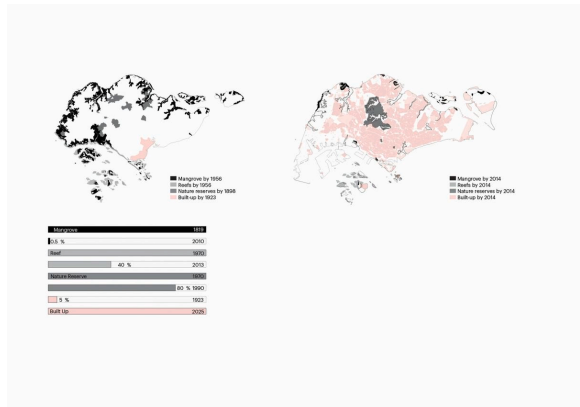 Mangrove by 1956
Reefs by 1956
Nature reserves by 1898
Built-up by 1923
Mangrove by 2014
Reefs by 2014
Nature reserves by 2014
Built-up by 2014
Mangrove 1819
0.5 % 2010
Reef 1970
40 % 2013
Nature Reserve 1970
80 % 1990
5 % 1923
Built Up 2025